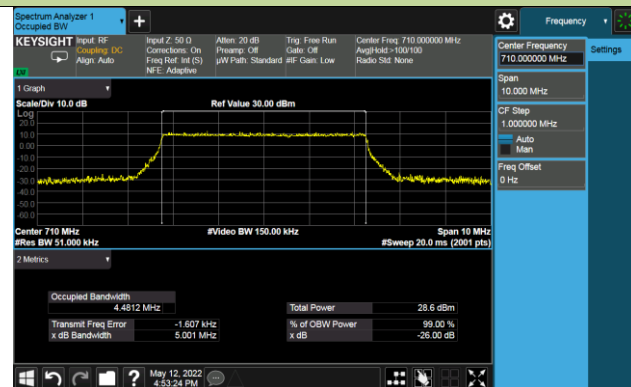 Spectrum Analyzer 1
Occupied BW
Frequency
KEYSIGHT
Input: RF
Coupling: DC
Align: Auto
Input Z: 50 Ω
Corrections: On
Freq Ref: Int (S)
NFE: Adaptive
Atten: 20 dB
Preamp: Off
µW Path: Standard
Trig: Free Run
Gate: Off
#IF Gain: Low
Center Freq: 710.000000 MHz
Avg|Hold:>100/100
Radio Std: None
Center Frequency
710.000000 MHz
Settings
Span
10.000 MHz
CF Step
1.000000 MHz
Auto
Man
Freq Offset
0 Hz
1 Graph
Scale/Div 10.0 dB
Ref Value 30.00 dBm
Log
20.0
10.0
0.00
-10.0
-20.0
-30.0
-40.0
-50.0
-60.0
Center 710 MHz
#Video BW 150.00 kHz
Span 10 MHz
#Res BW 51.000 kHz
#Sweep 20.0 ms (2001 pts)
2 Metrics
Occupied Bandwidth
4.4812 MHz
Total Power 28.6 dBm
Transmit Freq Error -1.607 kHz
% of OBW Power 99.00 %
x dB Bandwidth 5.001 MHz
x dB -26.00 dB
?
May 12, 2022
4:53:24 PM